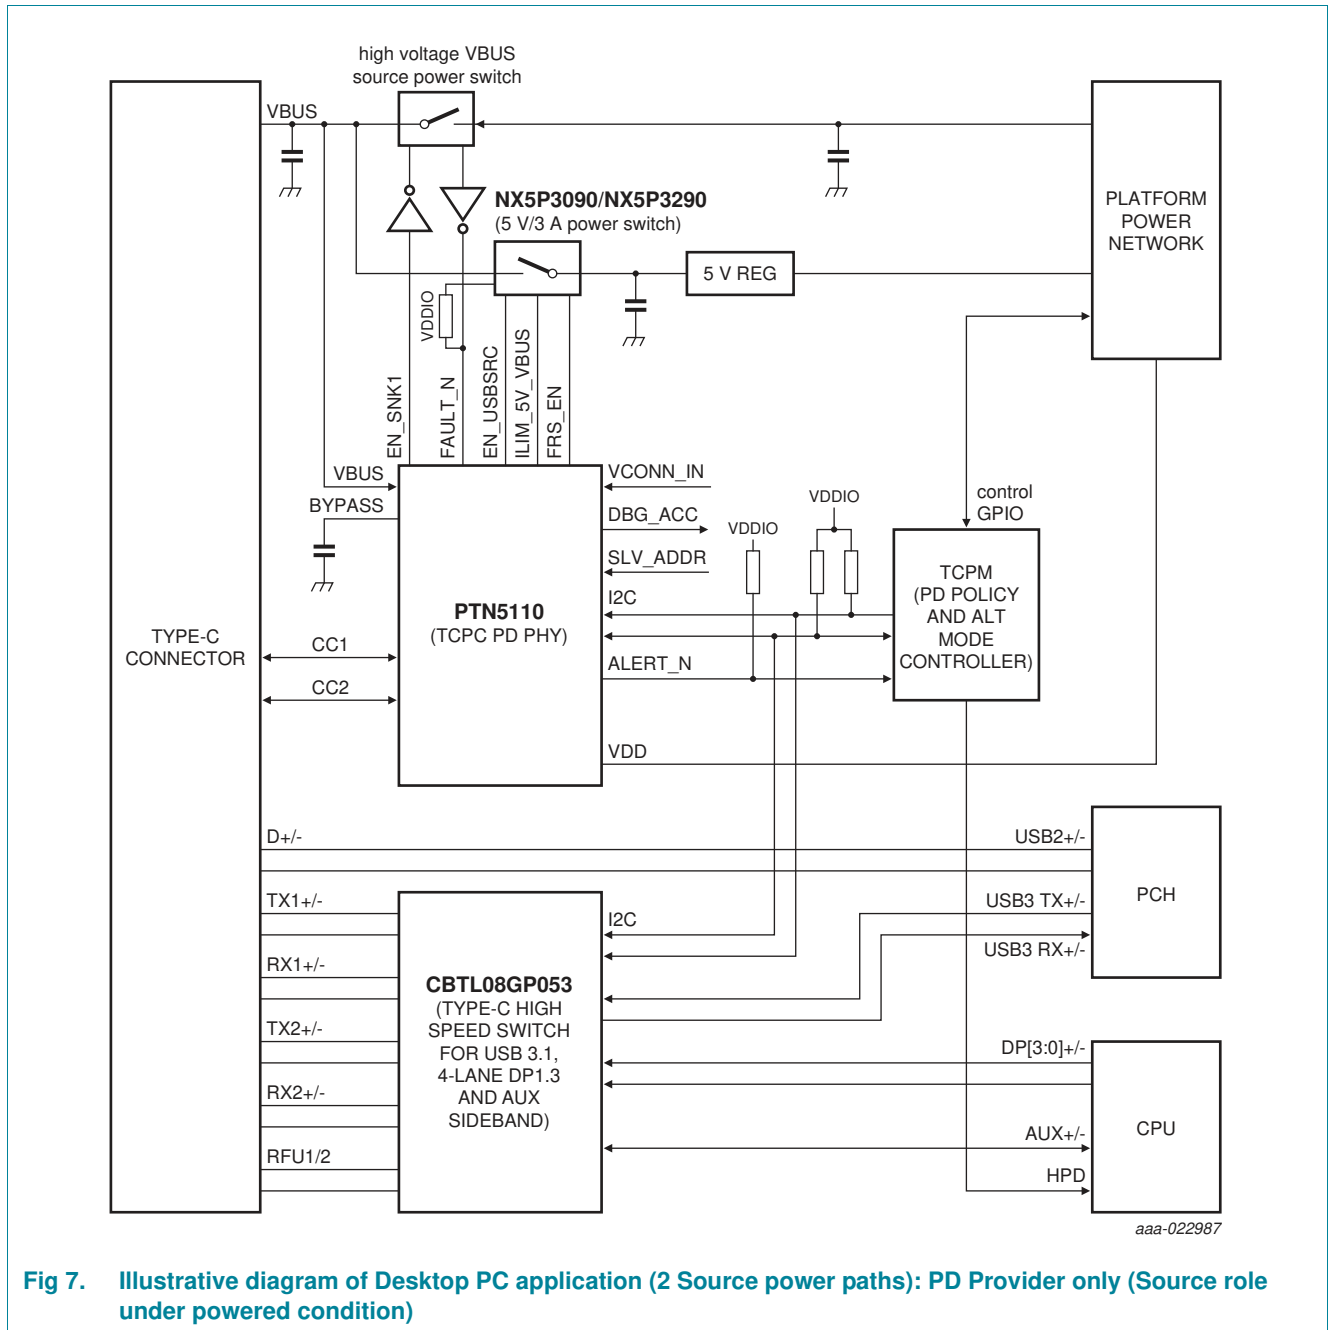 high voltage VBUS
source power switch
VBUS
NX5P3090/NX5P3290
(5 V/3 A power switch)
PLATFORM
POWER
NETWORK
5 V REG
VDDIO
EN_SNK1
FAULT_N
EN_USBSRC
ILIM_5V_VBUS
FRS_EN
VBUS
BYPASS
VCONN_IN
DBG_ACC
SLV_ADDR
I2C
ALERT_N
VDD
VDDIO
VDDIO
control
GPIO
PTN5110
(TCPC PD PHY)
TCPM
(PD POLICY
AND ALT
MODE
CONTROLLER)
TYPE-C
CONNECTOR
CC1
CC2
D+/-
USB2+/-
TX1+/-
I2C
USB3 TX+/-
PCH
RX1+/-
USB3 RX+/-
CBTL08GP053
(TYPE-C HIGH
SPEED SWITCH
FOR USB 3.1,
4-LANE DP1.3
AND AUX
SIDEBAND)
TX2+/-
DP[3:0]+/-
RX2+/-
AUX+/-
CPU
RFU1/2
HPD
aaa-022987
Fig 7. Illustrative diagram of Desktop PC application (2 Source power paths): PD Provider only (Source role
under powered condition)